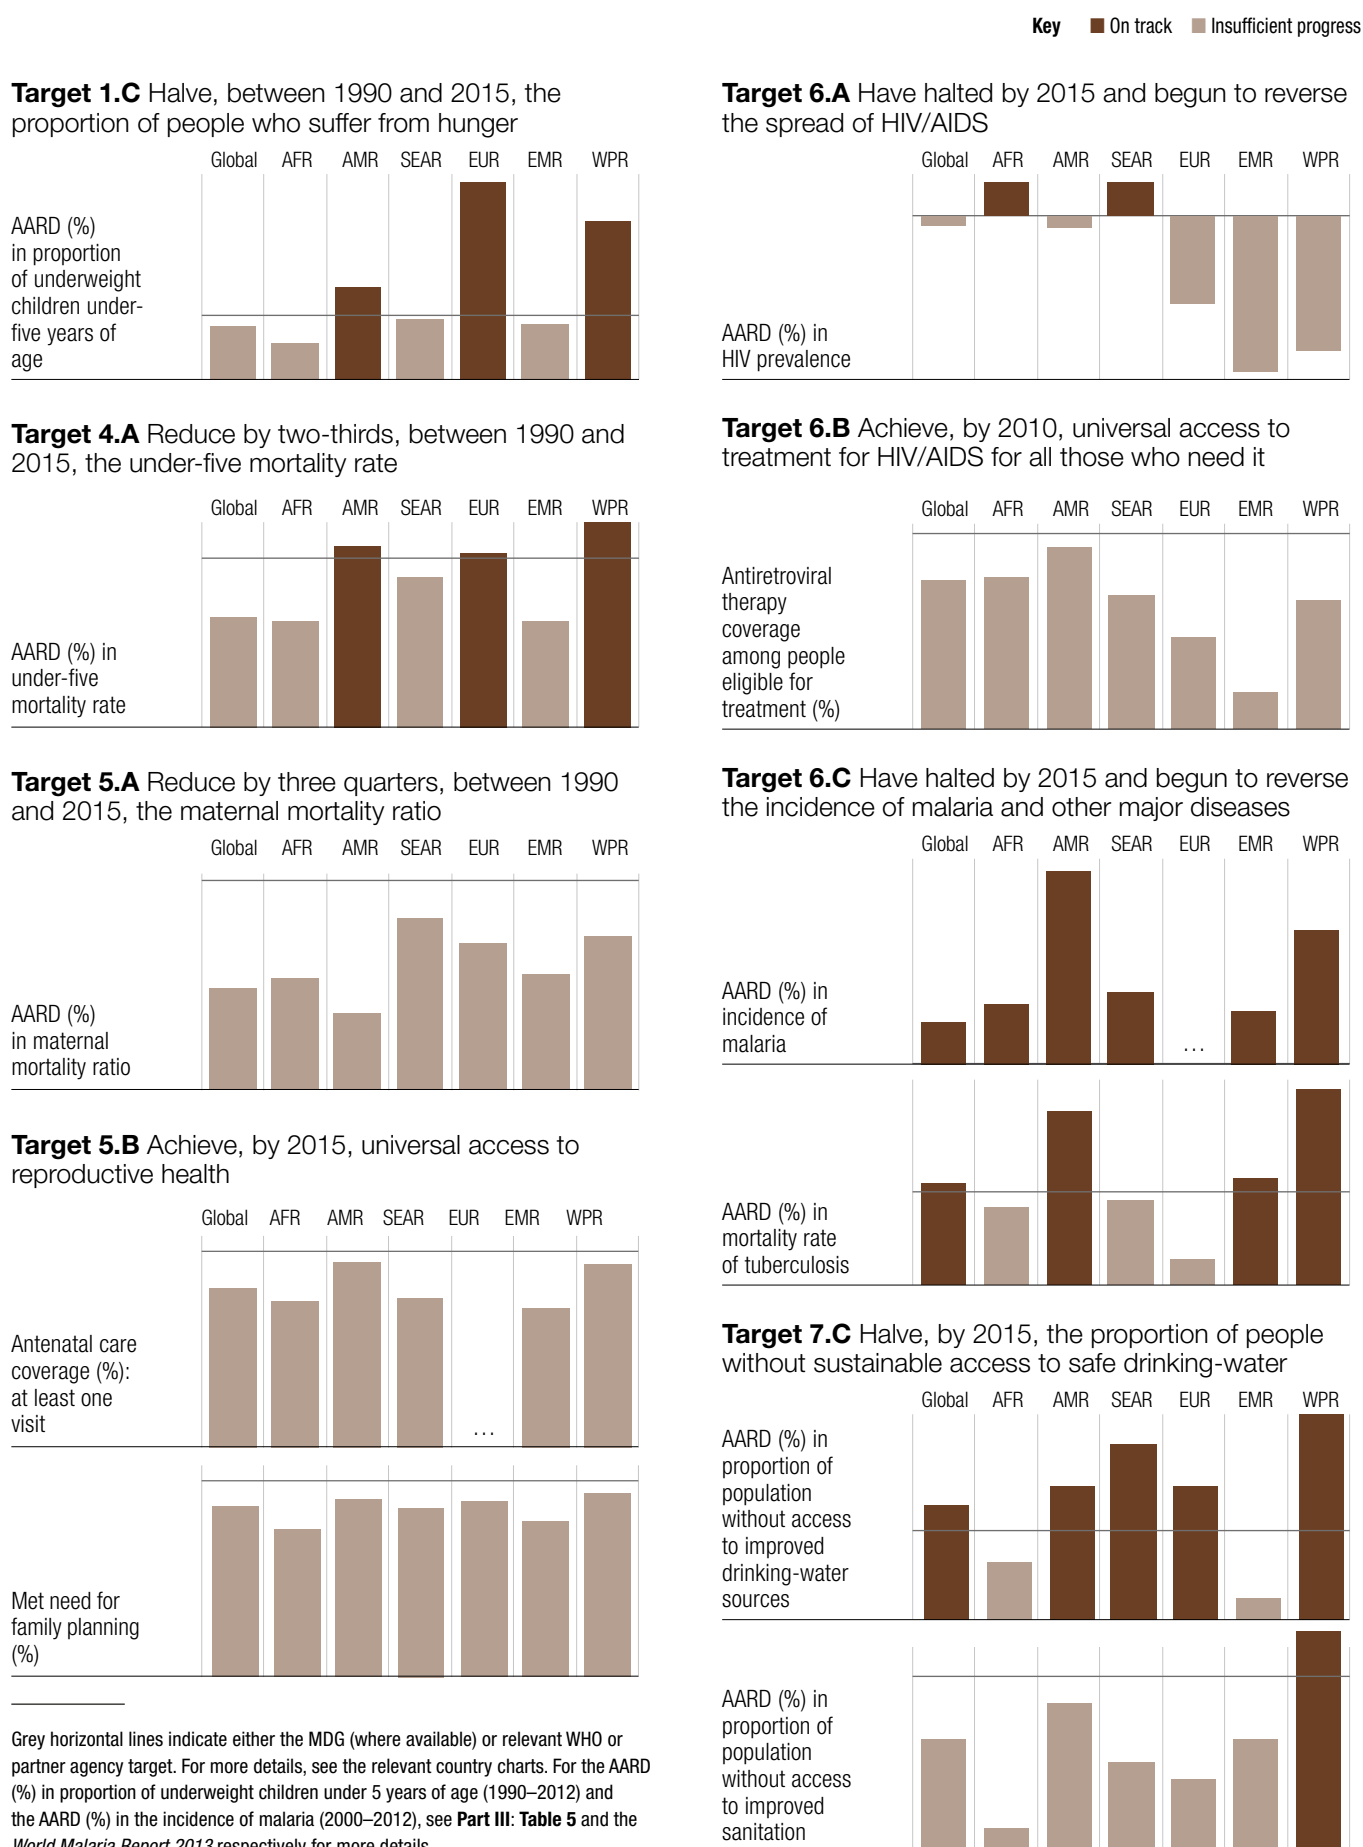 Key On track Insufficient progress
Target 1.C Halve, between 1990 and 2015, the
proportion of people who suffer from hunger
Global AFR AMR SEAR EUR EMR WPR
AARD (%)
in proportion
of underweight
children under-
five years of
age
Target 4.A Reduce by two-thirds, between 1990 and
2015, the under-five mortality rate
Global AFR AMR SEAR EUR EMR WPR
AARD (%) in
under-five
mortality rate
Target 5.A Reduce by three quarters, between 1990
and 2015, the maternal mortality ratio
Global AFR AMR SEAR EUR EMR WPR
AARD (%)
in maternal
mortality ratio
Target 5.B Achieve, by 2015, universal access to
reproductive health
Global AFR AMR SEAR EUR EMR WPR
Antenatal care
coverage (%):
at least one
visit
...
Met need for
family planning
(%)
Grey horizontal lines indicate either the MDG (where available) or relevant WHO or
partner agency target. For more details, see the relevant country charts. For the AARD
(%) in proportion of underweight children under 5 years of age (1990–2012) and
the AARD (%) in the incidence of malaria (2000–2012), see Part III: Table 5 and the
World Malaria Report 2013 respectively for more details.
Target 6.A Have halted by 2015 and begun to reverse
the spread of HIV/AIDS
Global AFR AMR SEAR EUR EMR WPR
AARD (%) in
HIV prevalence
Target 6.B Achieve, by 2010, universal access to
treatment for HIV/AIDS for all those who need it
Global AFR AMR SEAR EUR EMR WPR
Antiretroviral
therapy
coverage
among people
eligible for
treatment (%)
Target 6.C Have halted by 2015 and begun to reverse
the incidence of malaria and other major diseases
Global AFR AMR SEAR EUR EMR WPR
AARD (%) in
incidence of
malaria
...
AARD (%) in
mortality rate
of tuberculosis
Target 7.C Halve, by 2015, the proportion of people
without sustainable access to safe drinking-water
Global AFR AMR SEAR EUR EMR WPR
AARD (%) in
proportion of
population
without access
to improved
drinking-water
sources
AARD (%) in
proportion of
population
without access
to improved
sanitation